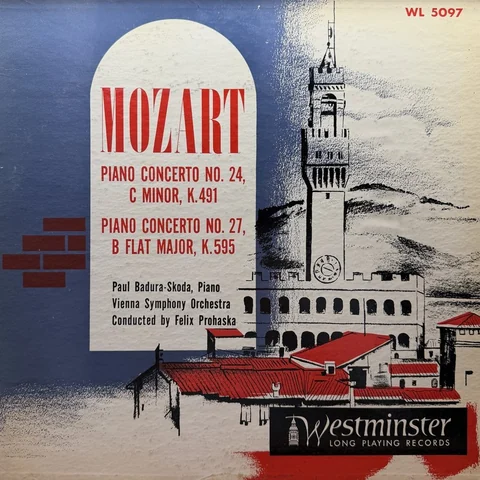 WL 5097
MOZART
PIANO CONCERTO NO. 24,
C MINOR, K.491
PIANO CONCERTO NO. 27,
B FLAT MAJOR, K.595
Paul Badura-Skoda, Piano
Vienna Symphony Orchestra
Conducted by Felix Prohaska
Westminster
LONG PLAYING RECORDS